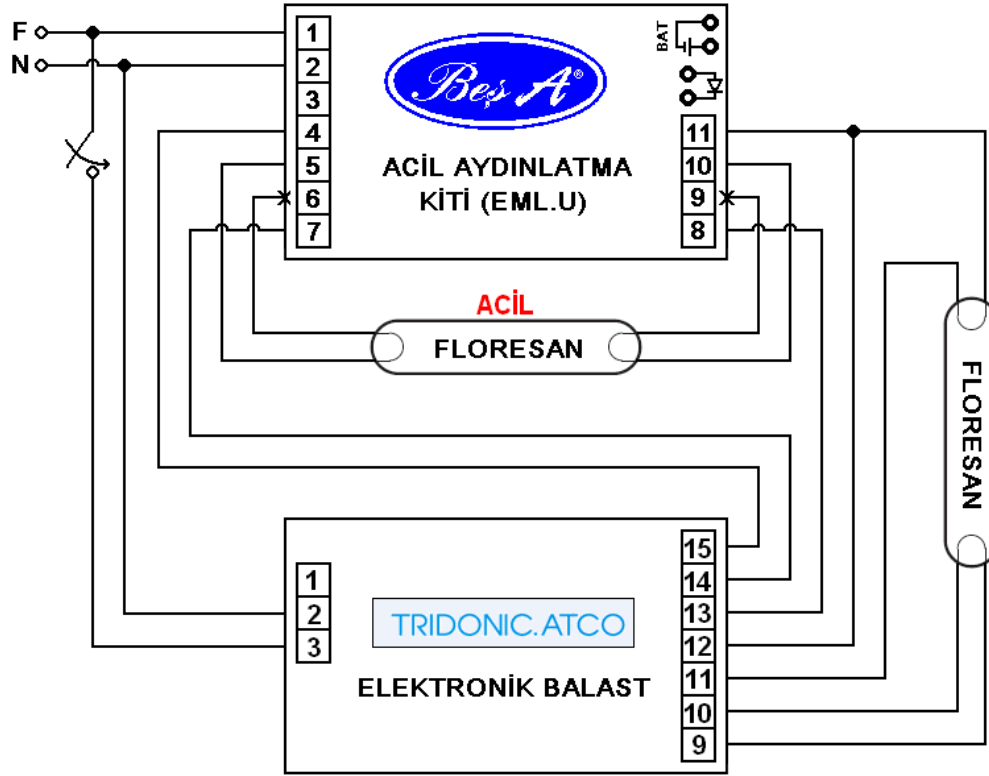 F
N
1
2
3
4
5
6
7
BAT
Beş A®
ACİL AYDINLATMA
KİTİ (EML.U)
11
10
9
8
ACİL
FLORESAN
FLORESAN
1
2
3
TRIDONIC.ATCO
ELEKTRONİK BALAST
15
14
13
12
11
10
9